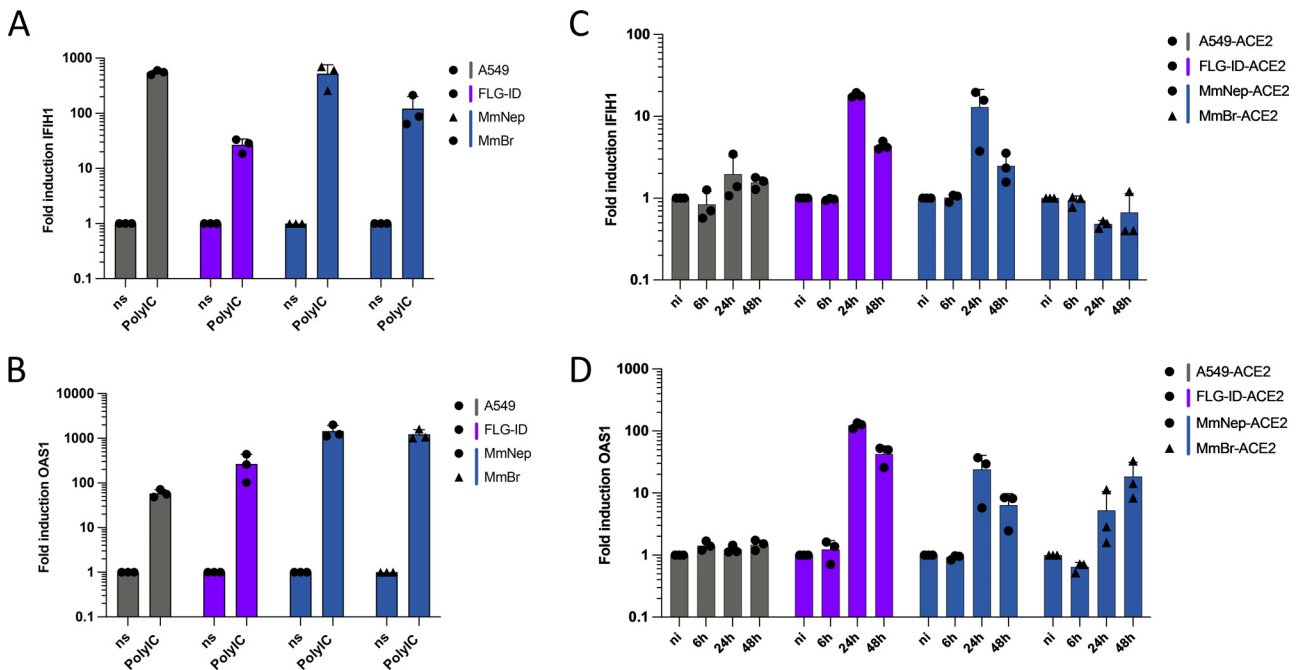 A
Fold induction IFIH1
1000
100
10
1
0.1
ns
PolyIC
ns
PolyIC
ns
PolyIC
ns
PolyIC
A549
FLG-ID
MmNep
MmBr
C
Fold induction IFIH1
100
10
1
0.1
ni
6h
24h
48h
ni
6h
24h
48h
ni
6h
24h
48h
ni
6h
24h
48h
A549-ACE2
FLG-ID-ACE2
MmNep-ACE2
MmBr-ACE2
B
Fold induction OAS1
10000
1000
100
10
1
0.1
ns
PolyIC
ns
PolyIC
ns
PolyIC
ns
PolyIC
A549
FLG-ID
MmNep
MmBr
D
Fold induction OAS1
1000
100
10
1
0.1
ni
6h
24h
48h
ni
6h
24h
48h
ni
6h
24h
48h
ni
6h
24h
48h
A549-ACE2
FLG-ID-ACE2
MmNep-ACE2
MmBr-ACE2